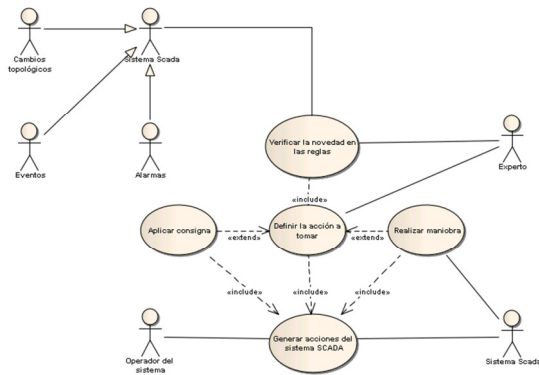 Cambios
topológicos
Sistema Scada
Eventos
Alarmas
Verificar la novedad en
las reglas
Experto
«include»
Aplicar consigna
«extend»
Definir la acción a
tomar
«extend»
Realizar maniobra
«include»
«include»
«include»
Operador del
sistema
Generar acciones del
sistema SCADA
Sistema Scada